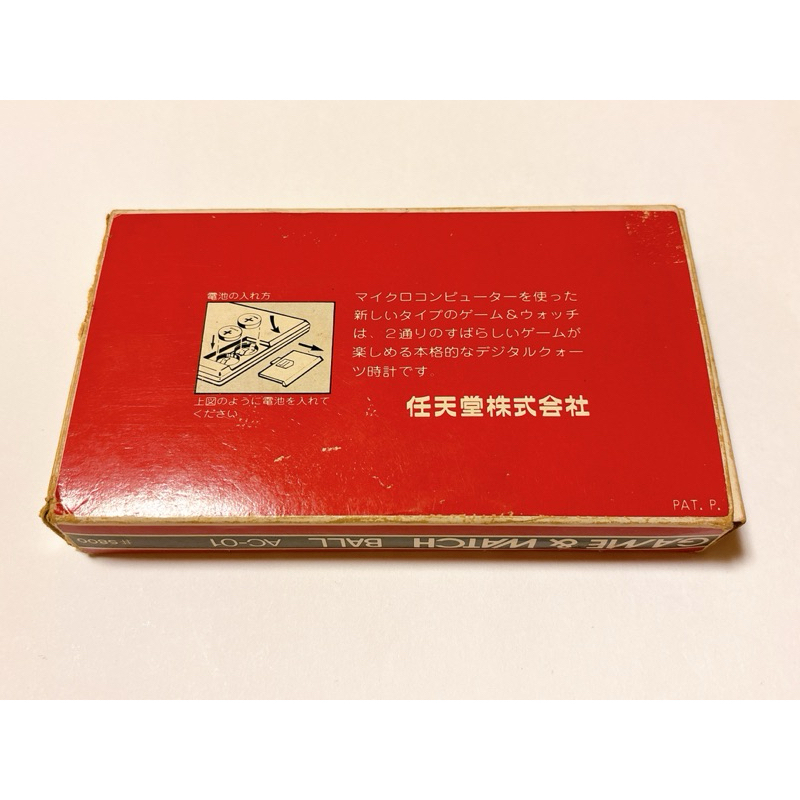 電池の入れ方
上図のように電池を入れて
ください
マイクロコンピューターを使った
新しいタイプのゲーム&ウォッチ
は、2通りのすばらしいゲームが
楽しめる本格的なデジタルクォー
ツ時計です。
任天堂株式会社
PAT. P.
GAME & WATCH BALL AC-01 ¥5800